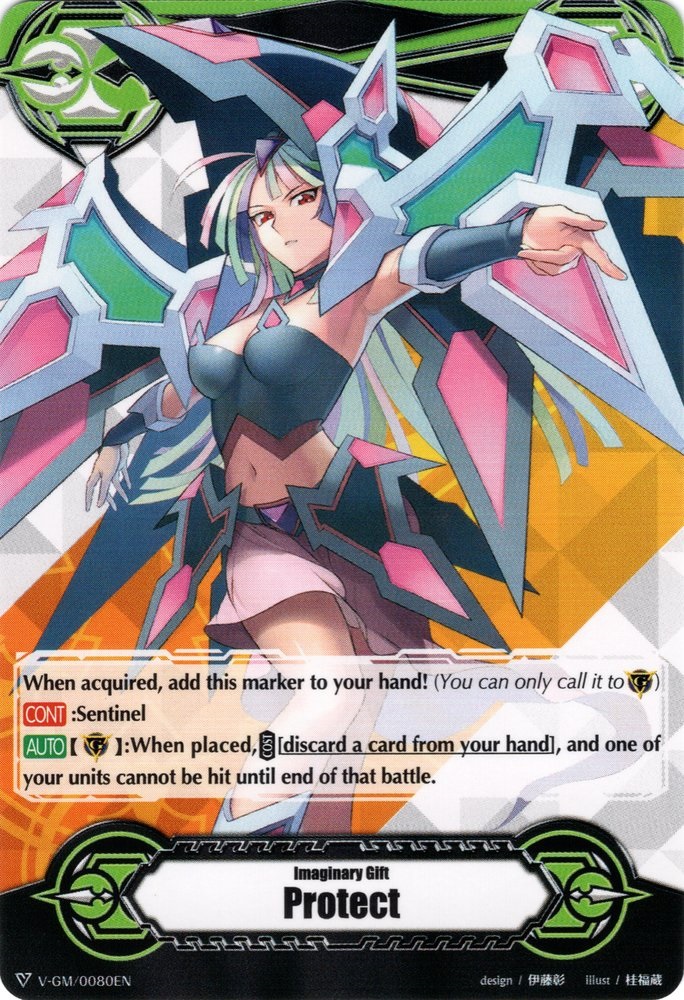 When acquired, add this marker to your hand! (You can only call it to G)
CONT:Sentinel
AUTO【G】:When placed,COST[discard a card from your hand], and one of
your units cannot be hit until end of that battle.
Imaginary Gift
Protect
V-GM/0080EN
design / 伊藤彰 illust / 桂福蔵